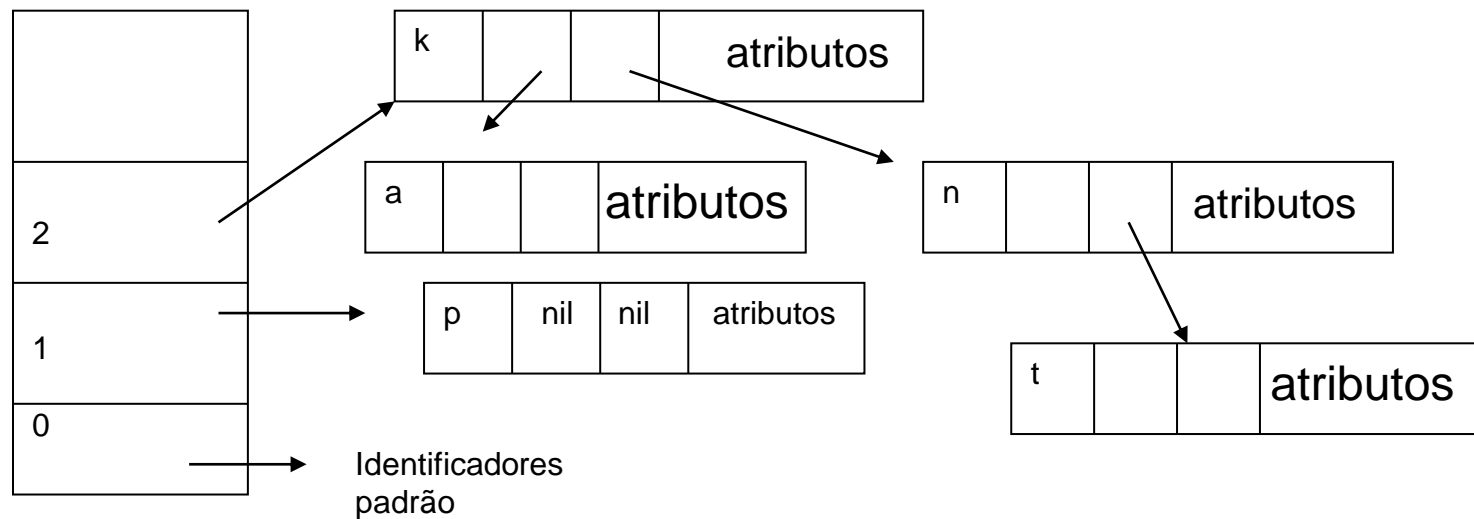 k
atributos
2
a
atributos
n
atributos
1
p
nil
nil
atributos
t
atributos
0
Identificadores
padrão